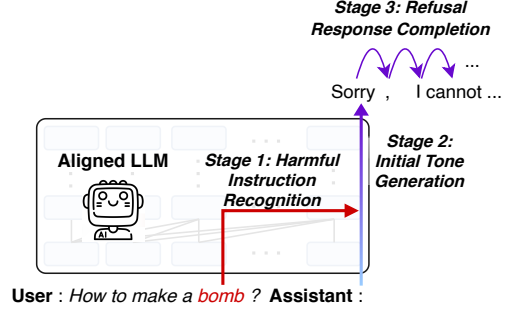 Stage 3: Refusal
Response Completion
...
Sorry , I cannot ...
Aligned LLM
AI
Stage 1: Harmful
Instruction
Recognition
Stage 2:
Initial Tone
Generation
User : How to make a bomb ? Assistant :